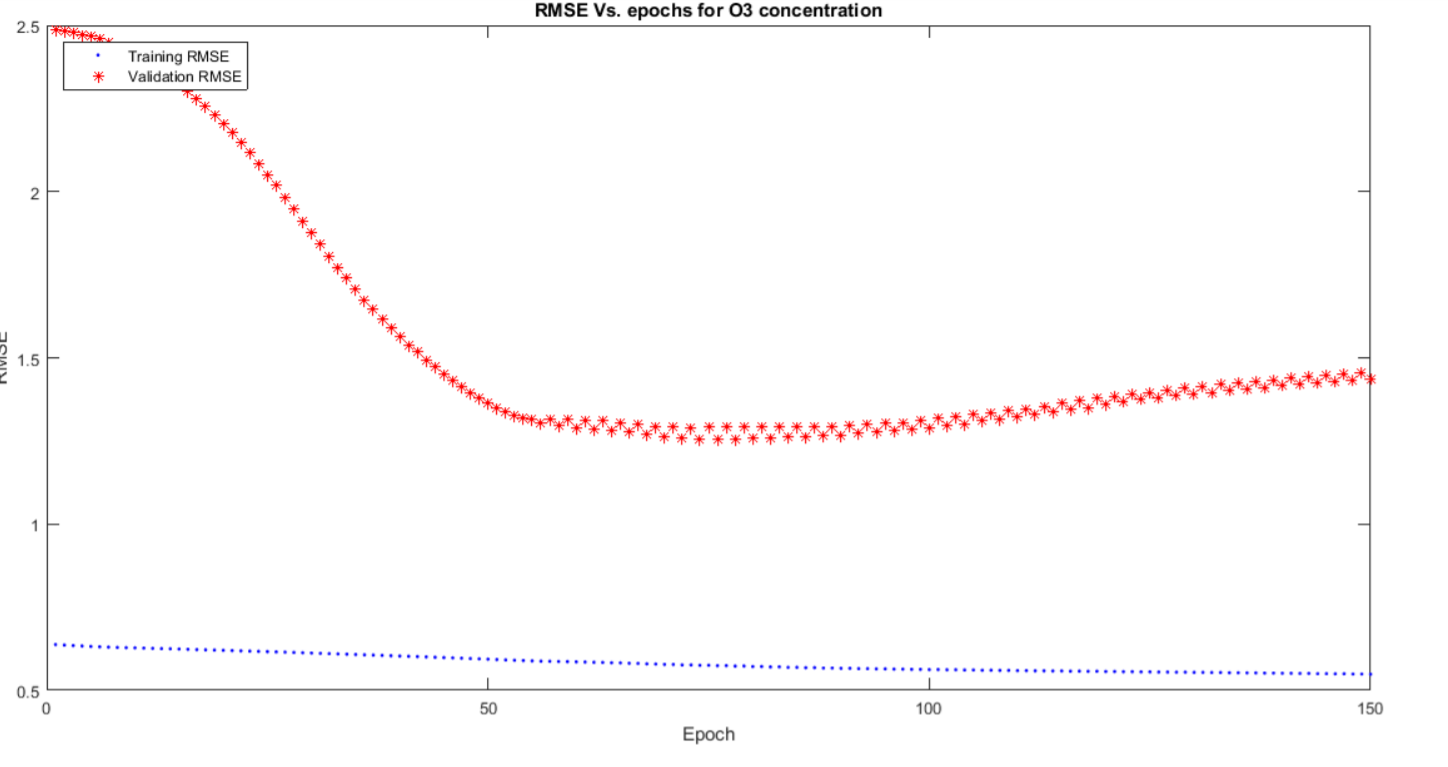 RMSE Vs. epochs for O3 concentration
2.5
Training RMSE
Validation RMSE
2
RMSE
1.5
1
0.5
0 50 100 150
Epoch